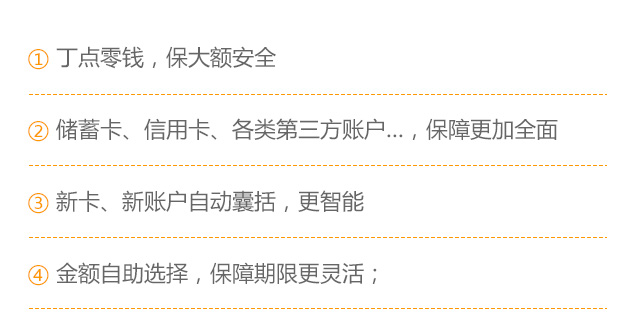 ① 丁点零钱，保大额安全
② 储蓄卡、信用卡、各类第三方账户...，保障更加全面
③ 新卡、新账户自动囊括，更智能
④ 金额自助选择，保障期限更灵活；